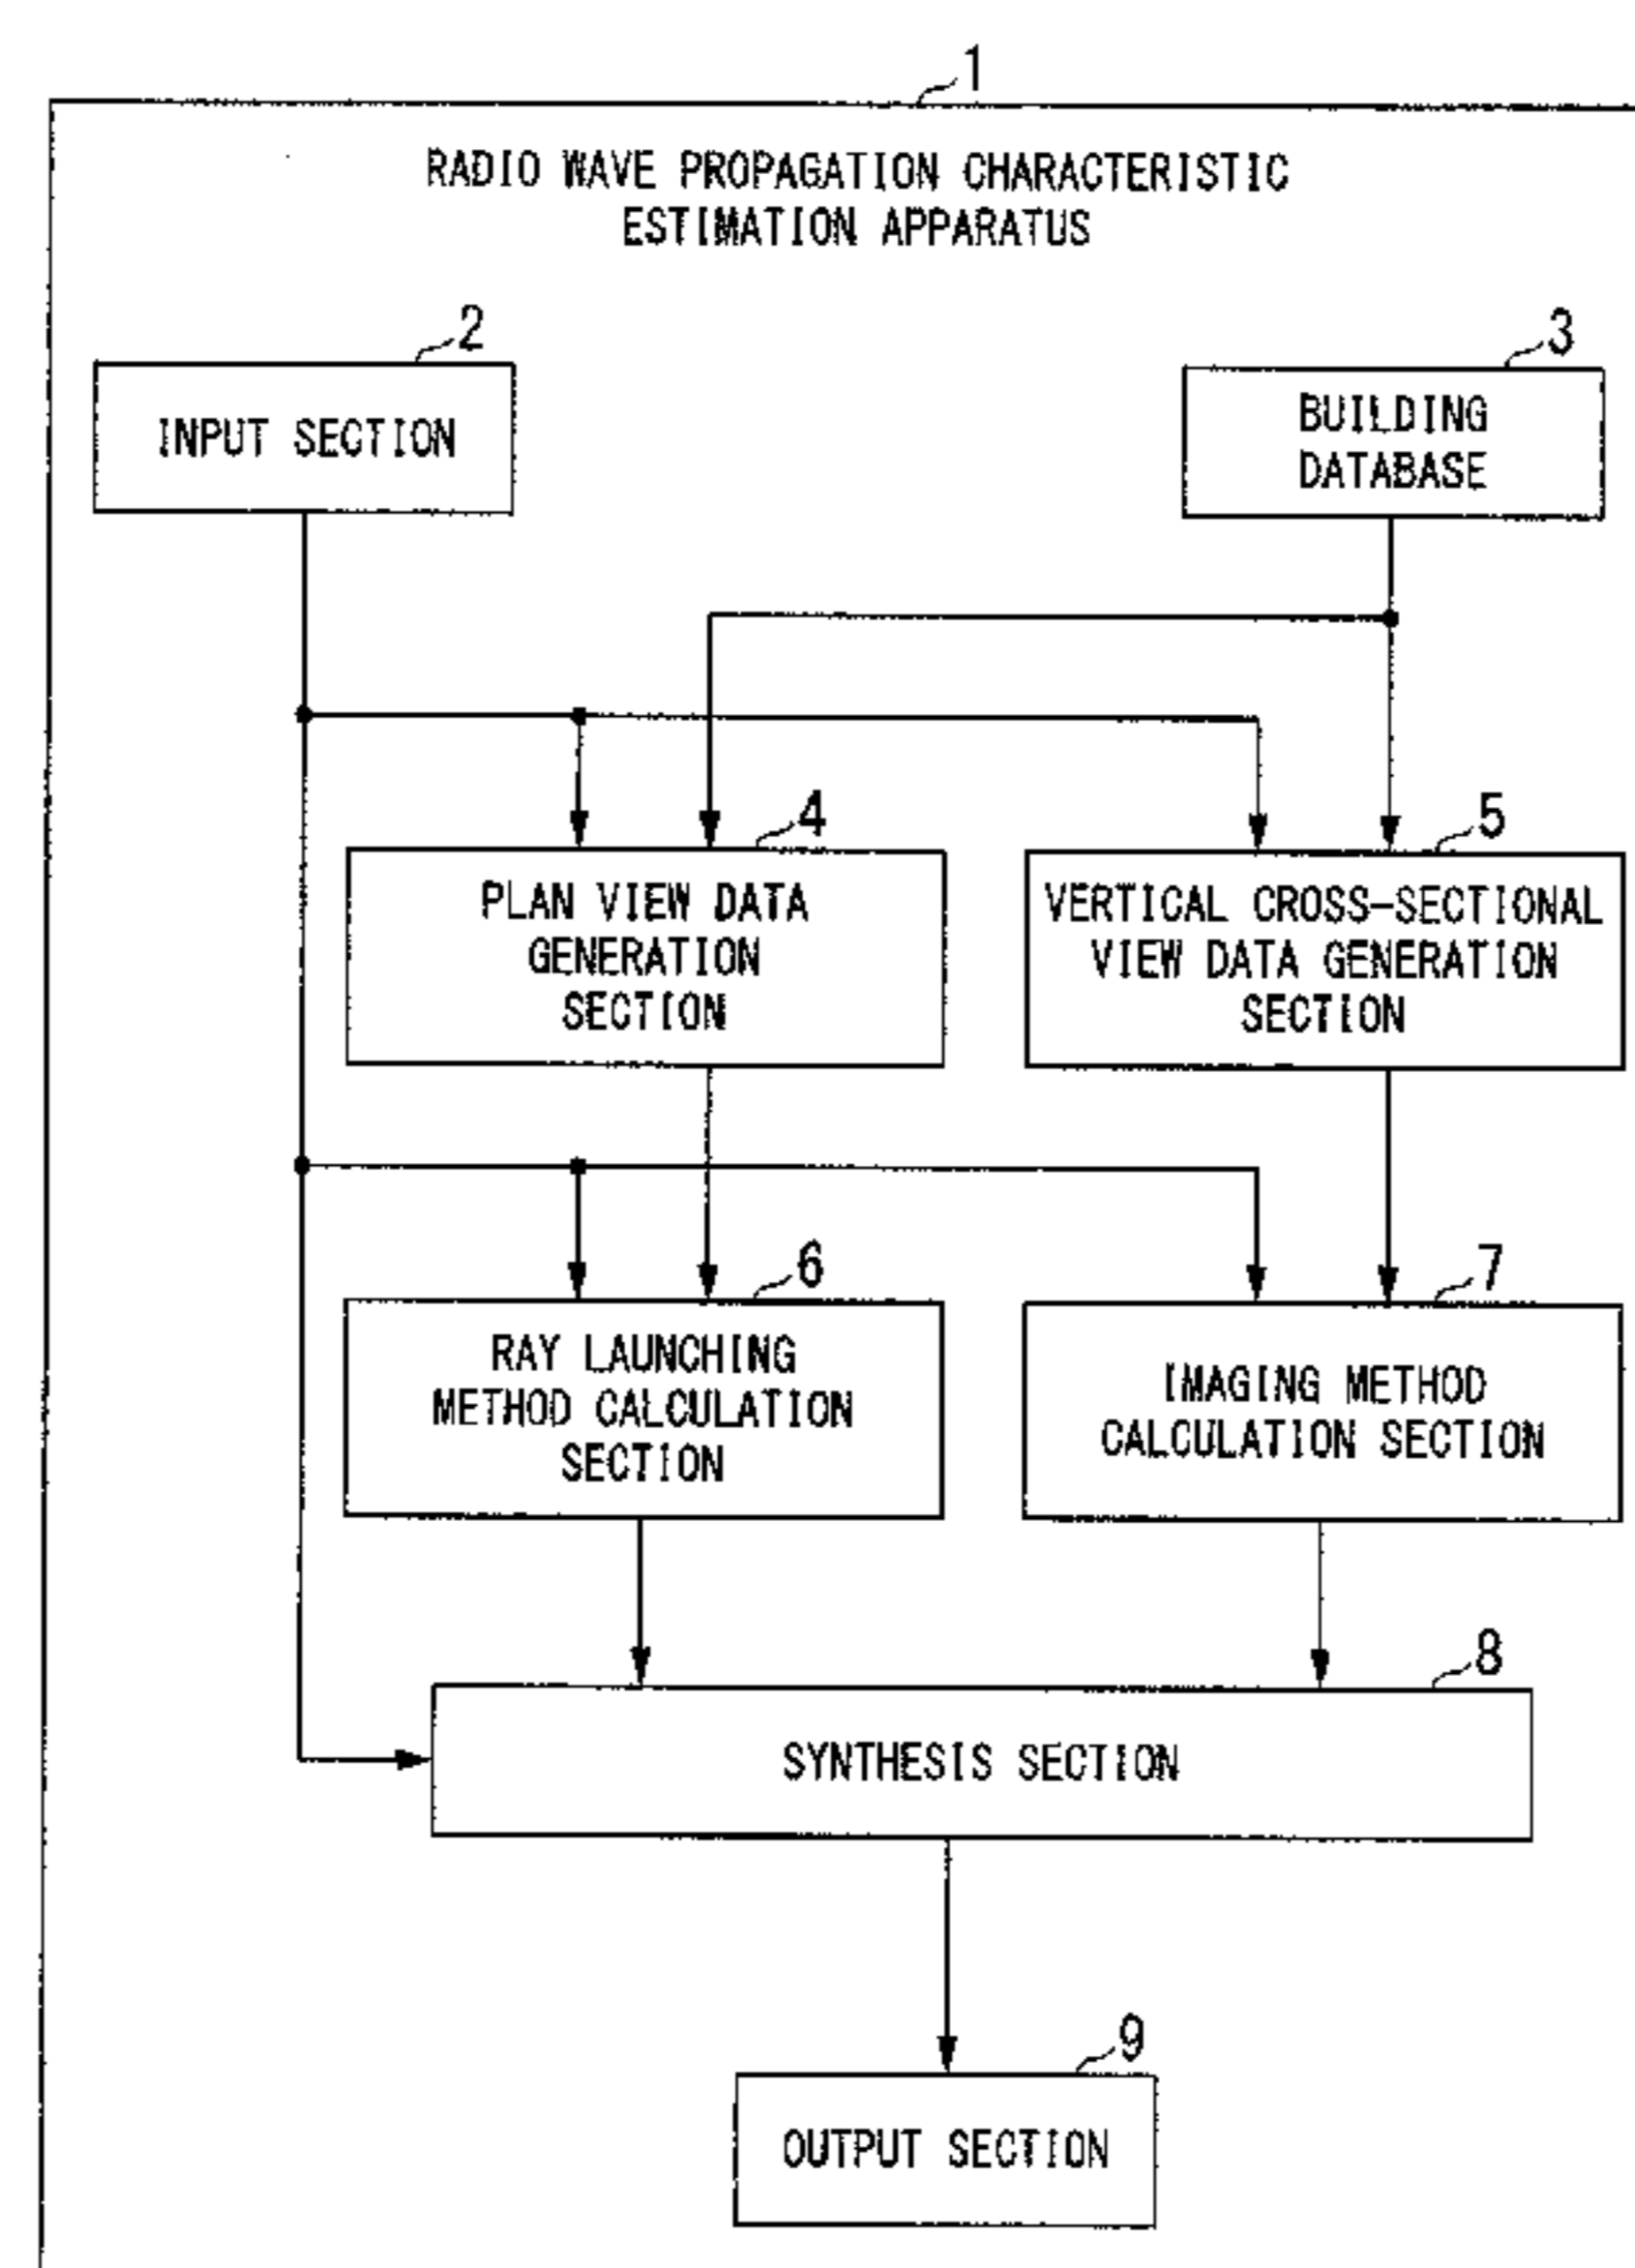 1
RADIO WAVE PROPAGATION CHARACTERISTIC
ESTIMATION APPARATUS
2
INPUT SECTION
3
BUILDING
DATABASE
4
PLAN VIEW DATA
GENERATION
SECTION
5
VERTICAL CROSS-SECTIONAL
VIEW DATA GENERATION
SECTION
6
RAY LAUNCHING
METHOD CALCULATION
SECTION
7
IMAGING METHOD
CALCULATION SECTION
8
SYNTHESIS SECTION
9
OUTPUT SECTION